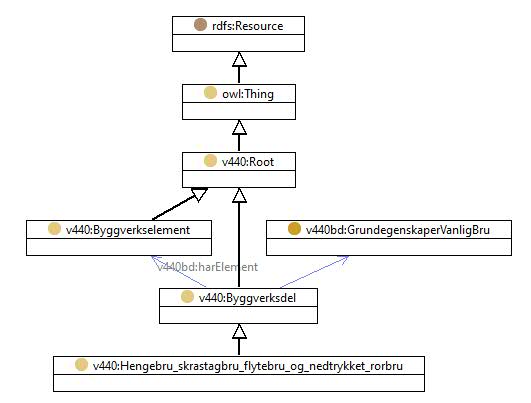 rdfs:Resource
owl:Thing
v440:Root
v440:Byggverkselement
v440bd:GrundegenskaperVanligBru
v440bd:harElement
v440:Byggverksdel
v440:Hengebru_skrastagbru_flytebru_og_nedtrykket_rorbru